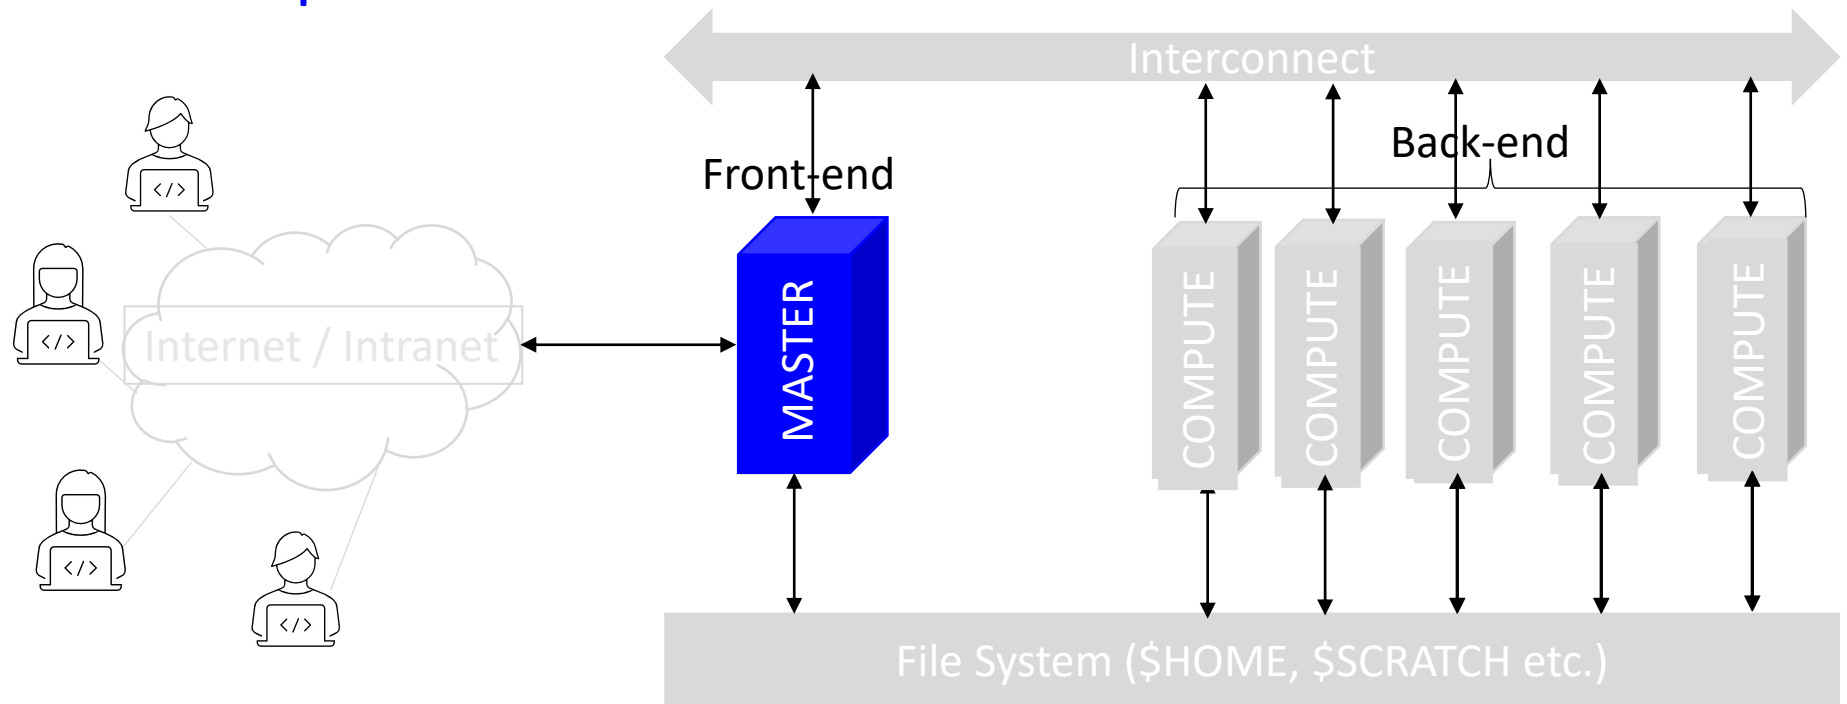 Interconnect
Back-end
Front-end
</>
</>
Internet / Intranet
MASTER
COMPUTE
COMPUTE
COMPUTE
COMPUTE
COMPUTE
</>
</>
File System ($HOME, $SCRATCH etc.)